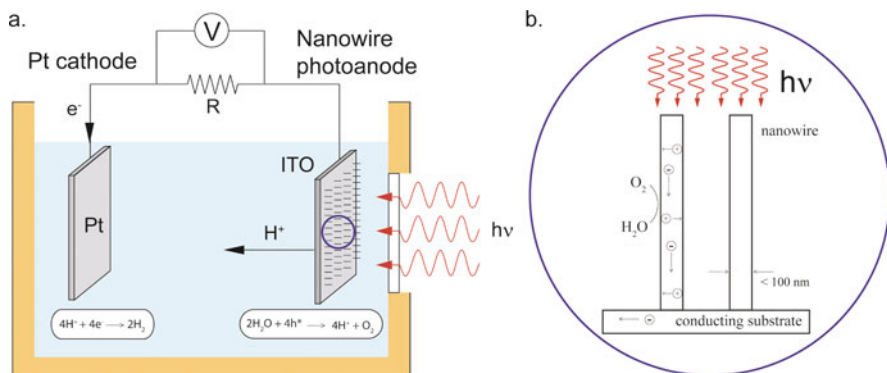 a.
V
Pt cathode
Nanowire
photoanode
R
e⁻
ITO
Pt
H⁺
hν
4H⁺ + 4e⁻ → 2H₂
2H₂O + 4h* → 4H⁺ + O₂
b.
hν
nanowire
O₂
H₂O
< 100 nm
conducting substrate